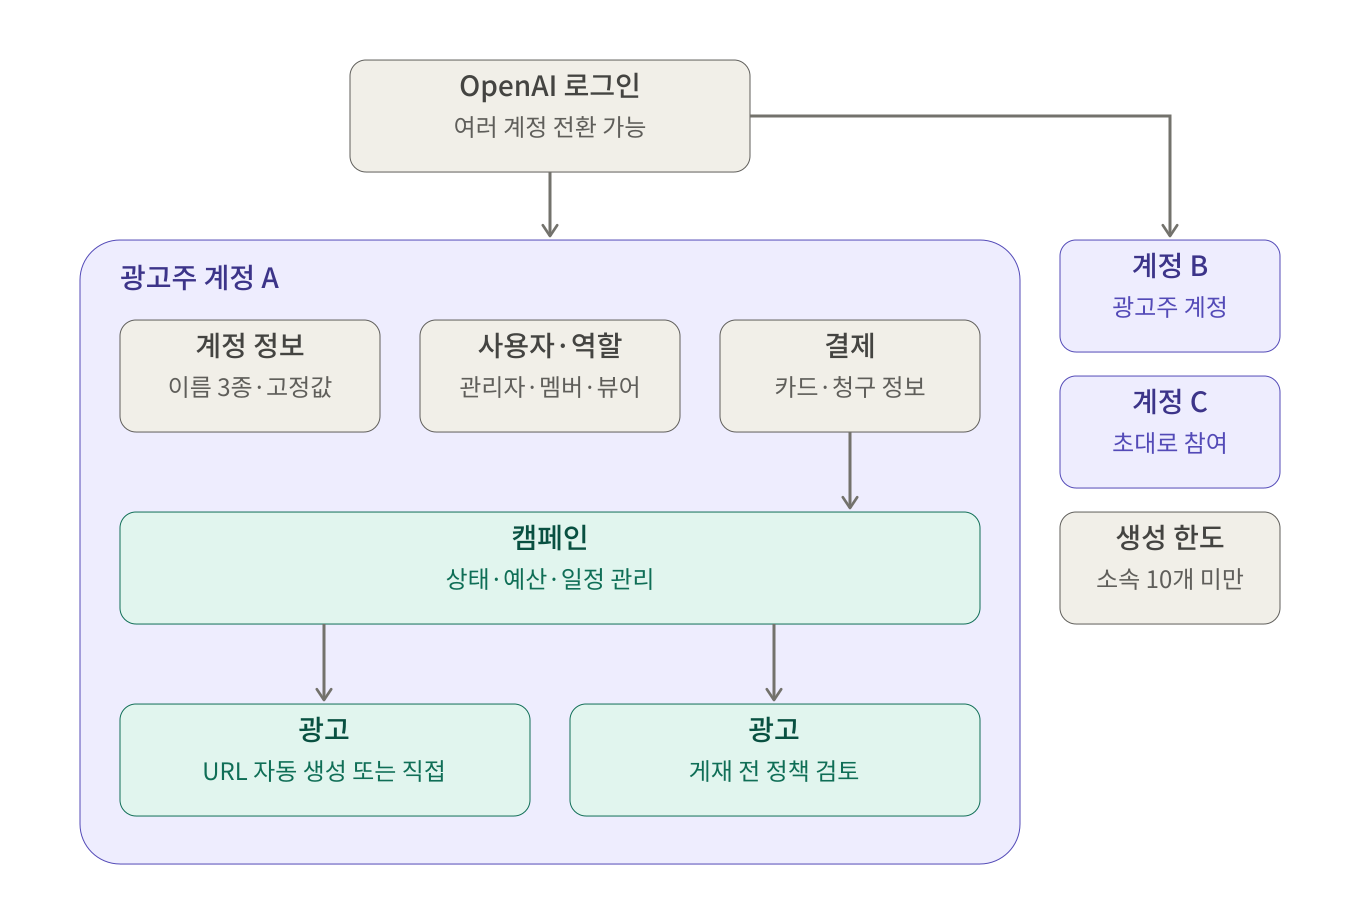 OpenAI 로그인
여러 계정 전환 가능
광고주 계정 A
계정 정보
이름 3종·고정값
사용자·역할
관리자·멤버·뷰어
결제
카드·청구 정보
캠페인
상태·예산·일정 관리
광고
URL 자동 생성 또는 직접
광고
게재 전 정책 검토
계정 B
광고주 계정
계정 C
초대로 참여
생성 한도
소속 10개 미만